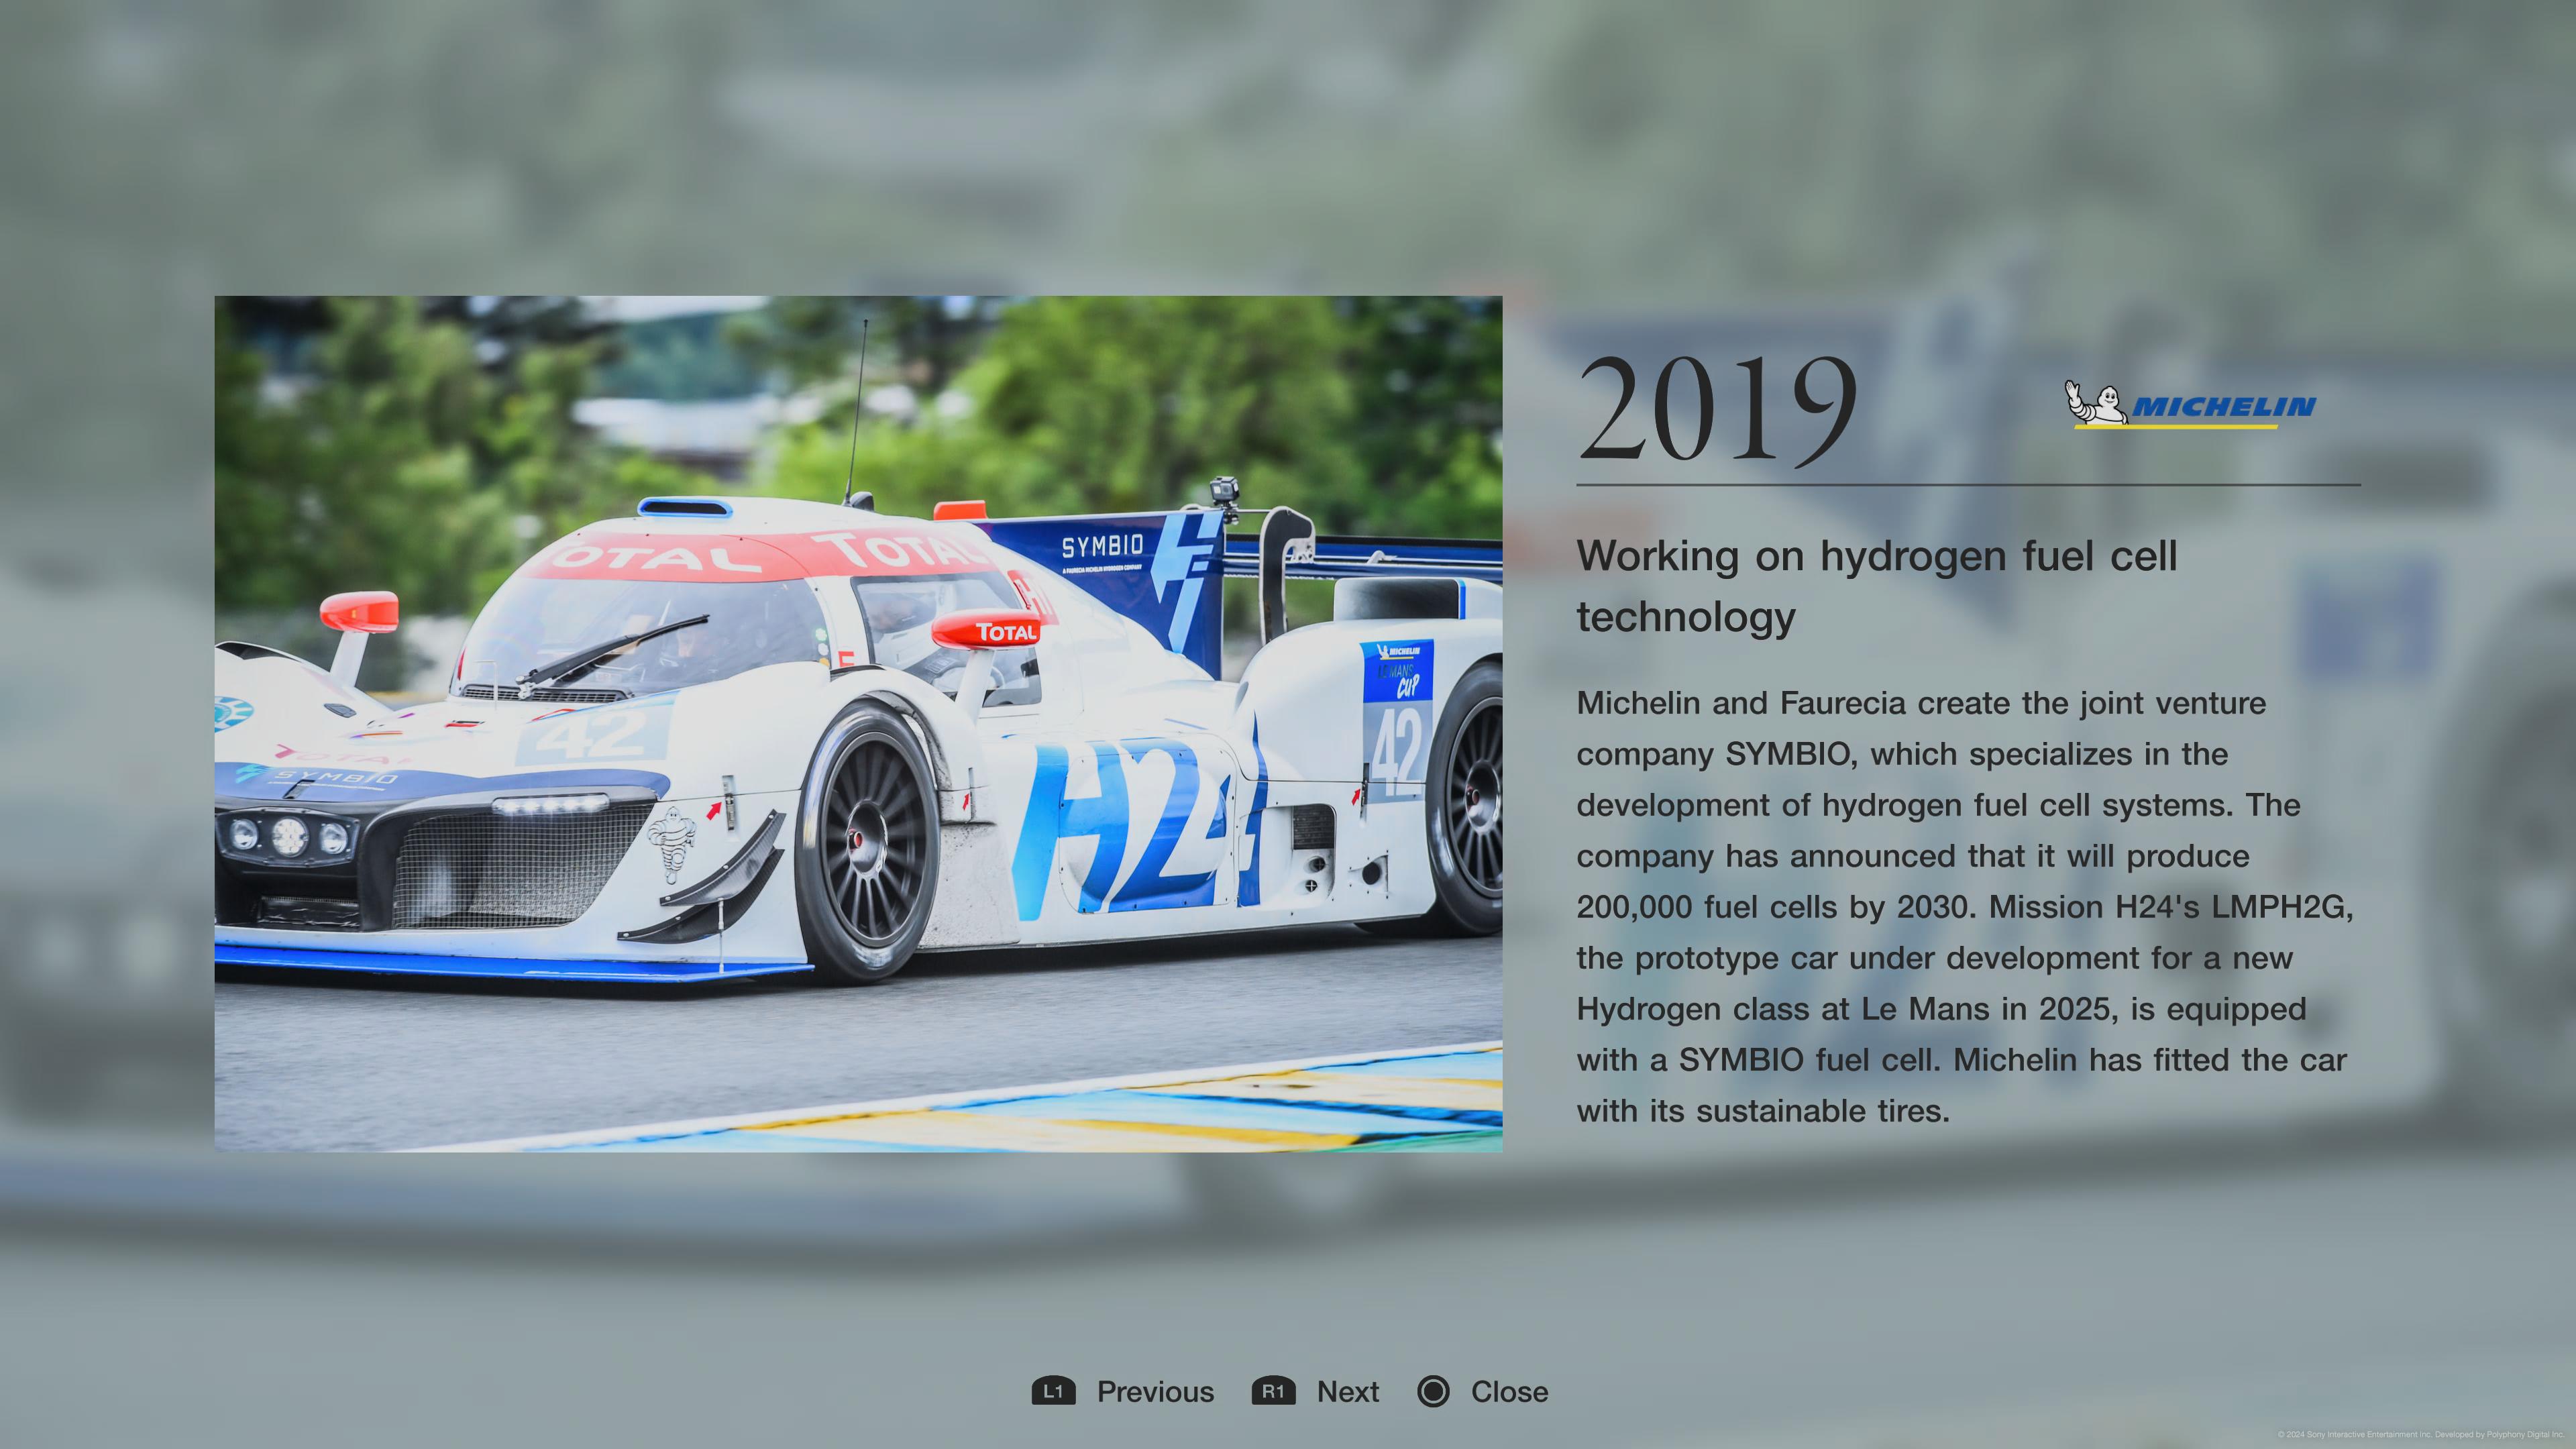 2019
MICHELIN
Working on hydrogen fuel cell
technology
Michelin and Faurecia create the joint venture
company SYMBIO, which specializes in the
development of hydrogen fuel cell systems. The
company has announced that it will produce
200,000 fuel cells by 2030. Mission H24's LMPH2G,
the prototype car under development for a new
Hydrogen class at Le Mans in 2025, is equipped
with a SYMBIO fuel cell. Michelin has fitted the car
with its sustainable tires.
OTAL TOTAL
SYMBIO
A FAURECIA MICHELIN HYDROGEN COMPANY
H
TOTAL
E
MICHELIN
LE MANS
CUP
42
42
TOTAL
SYMBIO
H24
L1 Previous R1 Next Close
© 2024 Sony Interactive Entertainment Inc. Developed by Polyphony Digital Inc.